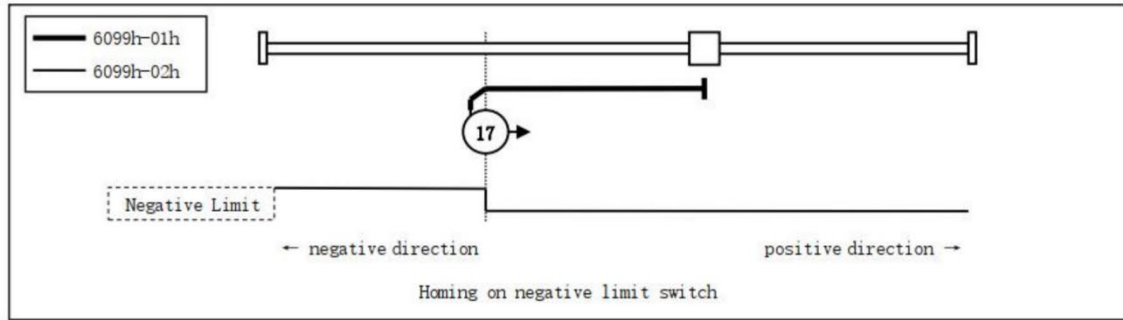 6099h-01h
6099h-02h
17
Negative Limit
← negative direction
positive direction →
Homing on negative limit switch